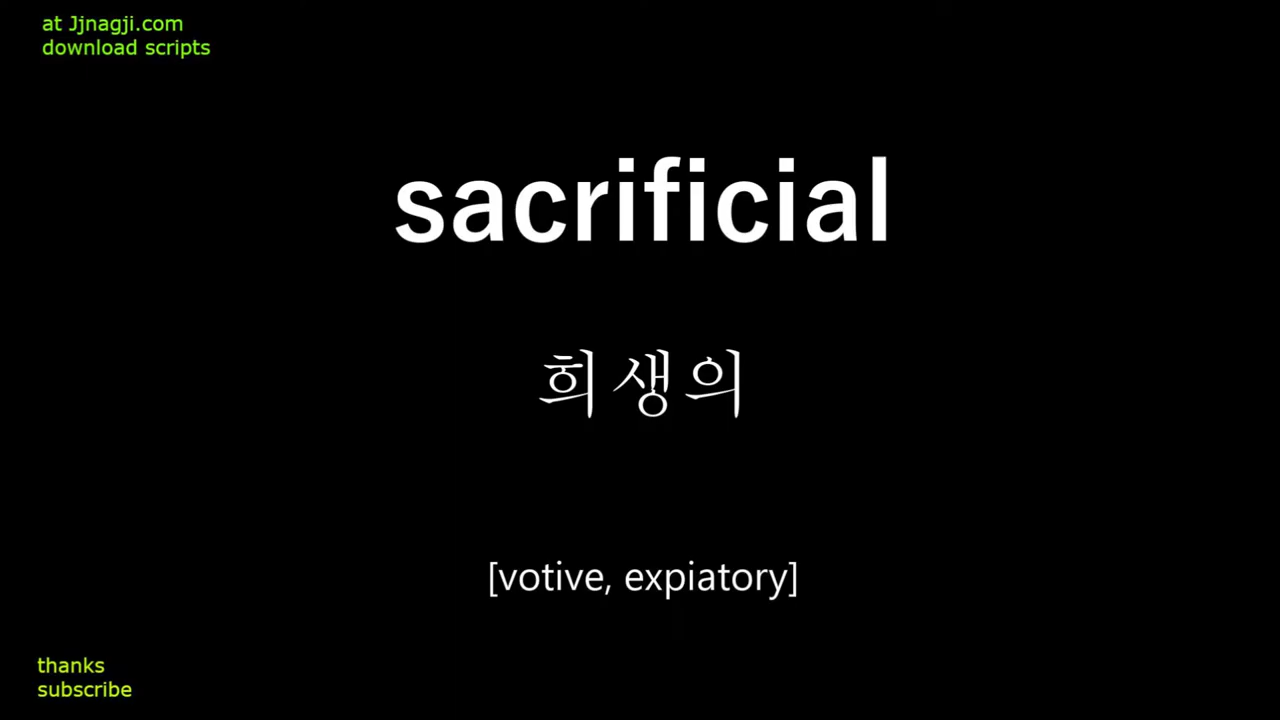 at Jjnagji.com
download scripts
sacrificial
희생의
[votive, expiatory]
thanks
subscribe